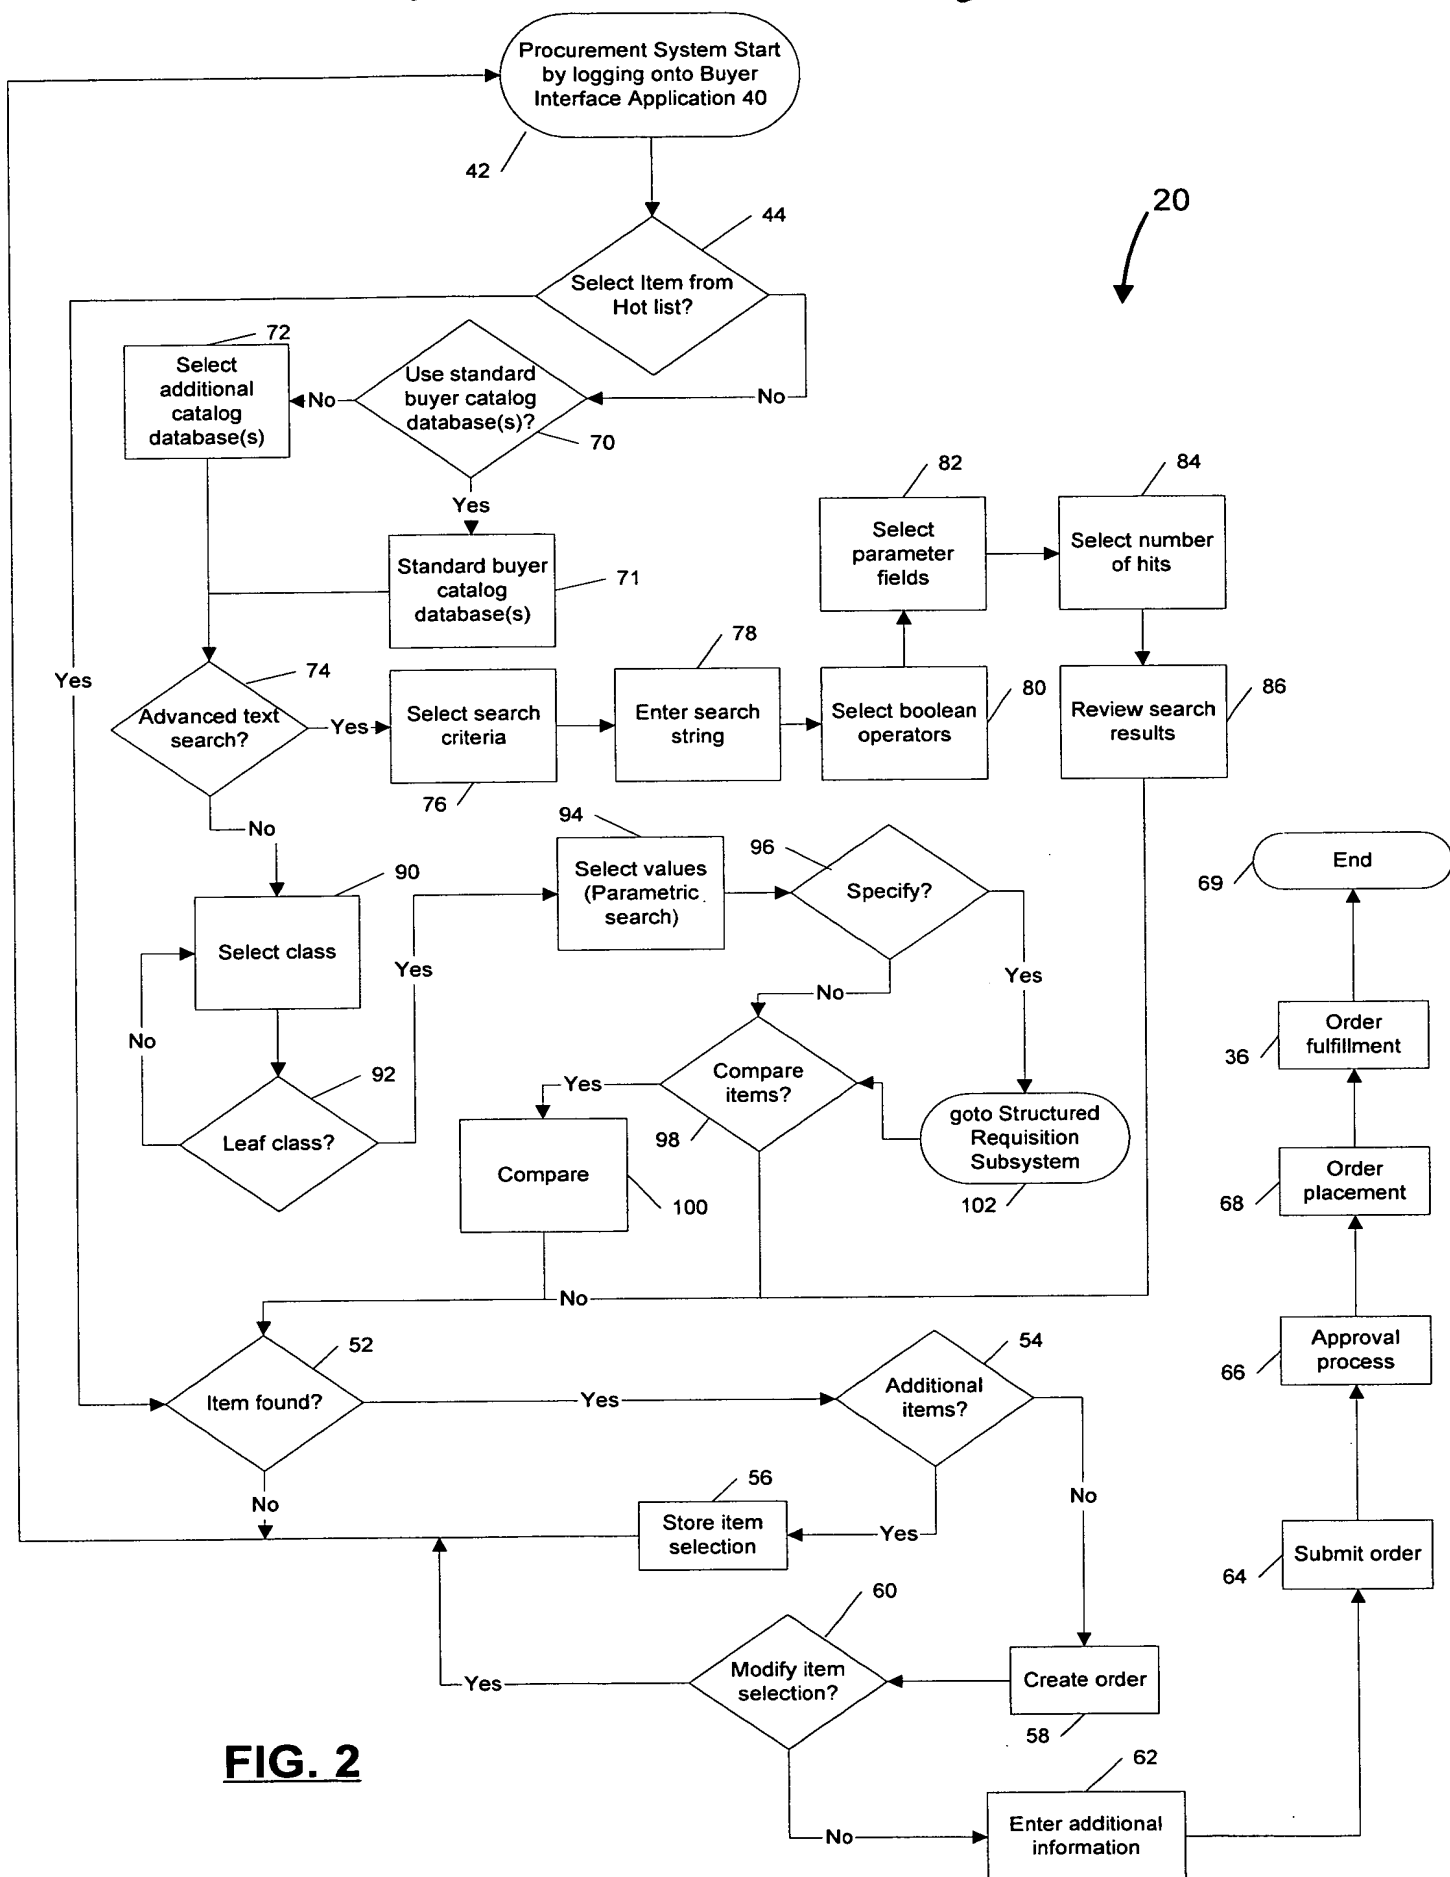 Procurement System Start
by logging onto Buyer
Interface Application 40
42
20
44
Select Item from
Hot list?
72
Select
additional
catalog
database(s)
No
Use standard
buyer catalog
database(s)?
No
70
Yes
82
84
Select
parameter
fields
Select number
of hits
Standard buyer
catalog
database(s)
71
78
Yes
74
Advanced text
search?
Yes
Select search
criteria
76
Enter search
string
Select boolean
operators
80
Review search
results
86
No
94
90
Select values
(Parametric
search)
96
Specify?
End
69
Select class
Yes
Yes
No
No
Order
fulfillment
36
92
Leaf class?
Yes
Compare
items?
98
goto Structured
Requisition
Subsystem
102
Compare
100
Order
placement
68
No
52
Item found?
Yes
54
Additional
items?
Approval
process
66
No
56
Store item
selection
Yes
No
Submit order
64
60
Modify item
selection?
Yes
Create order
58
FIG. 2
62
No
Enter additional
information